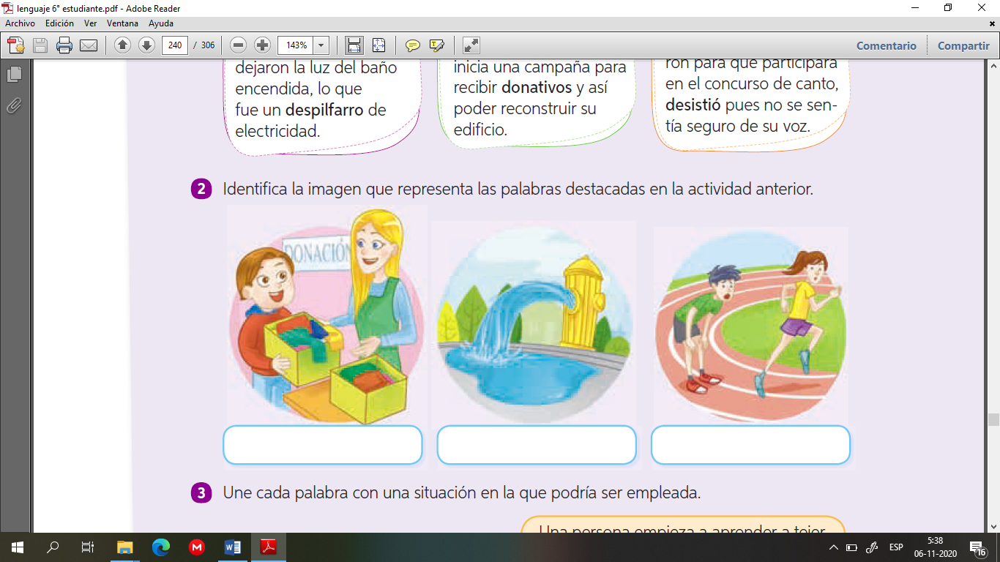 lenguaje 6° estudiante.pdf - Adobe Reader
Archivo Edición Ver Ventana Ayuda
240 / 306 143% Comentario Compartir
dejaron la luz del baño
encendida, lo que
fue un despilfarro de
electricidad.
inicia una campaña para
recibir donativos y así
poder reconstruir su
edificio.
ron para que participara
en el concurso de canto,
desistió pues no se sen-
tía seguro de su voz.
2 Identifica la imagen que representa las palabras destacadas en la actividad anterior.
DONACIÓN
3 Une cada palabra con una situación en la que podría ser empleada.
Una persona empieza a aprender a tejer
ESP
5:38
06-11-2020
16